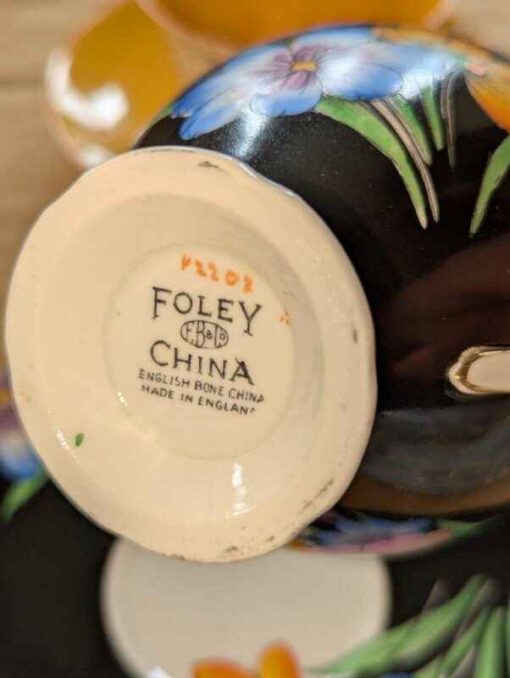 V2202
FOLEY
E.B & Co
CHINA
ENGLISH BONE CHINA
MADE IN ENGLAND